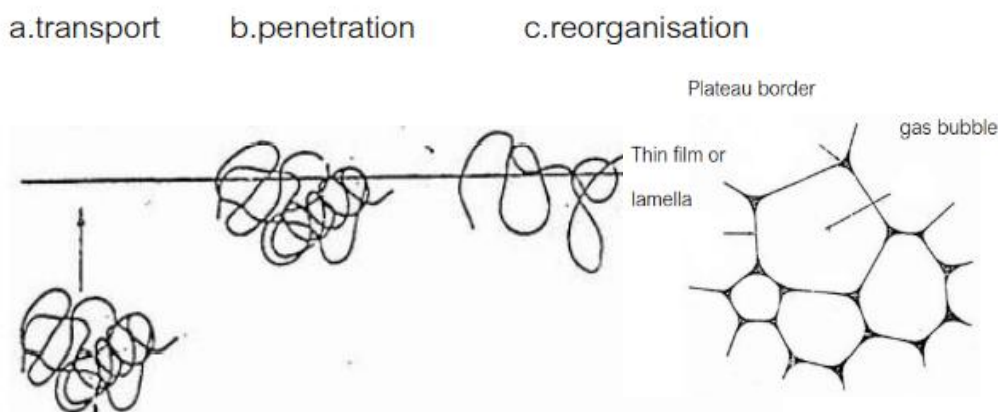 a.transport
b.penetration
c.reorganisation
Plateau border
gas bubble
Thin film or
lamella